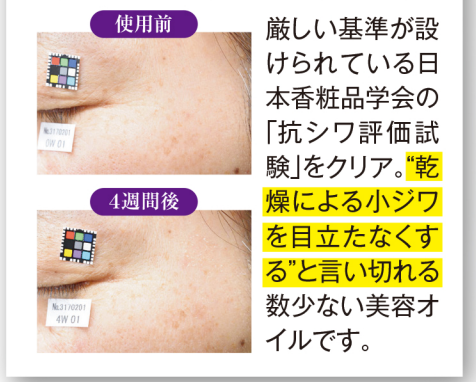 使用前
No.3170201
0W 01
4週間後
No.3170201
4W 01
厳しい基準が設
けられている日
本香粧品学会の
「抗シワ評価試
験」をクリア。“乾
燥による小ジワ
を目立たなくす
る”と言い切れる
数少ない美容オ
イルです。